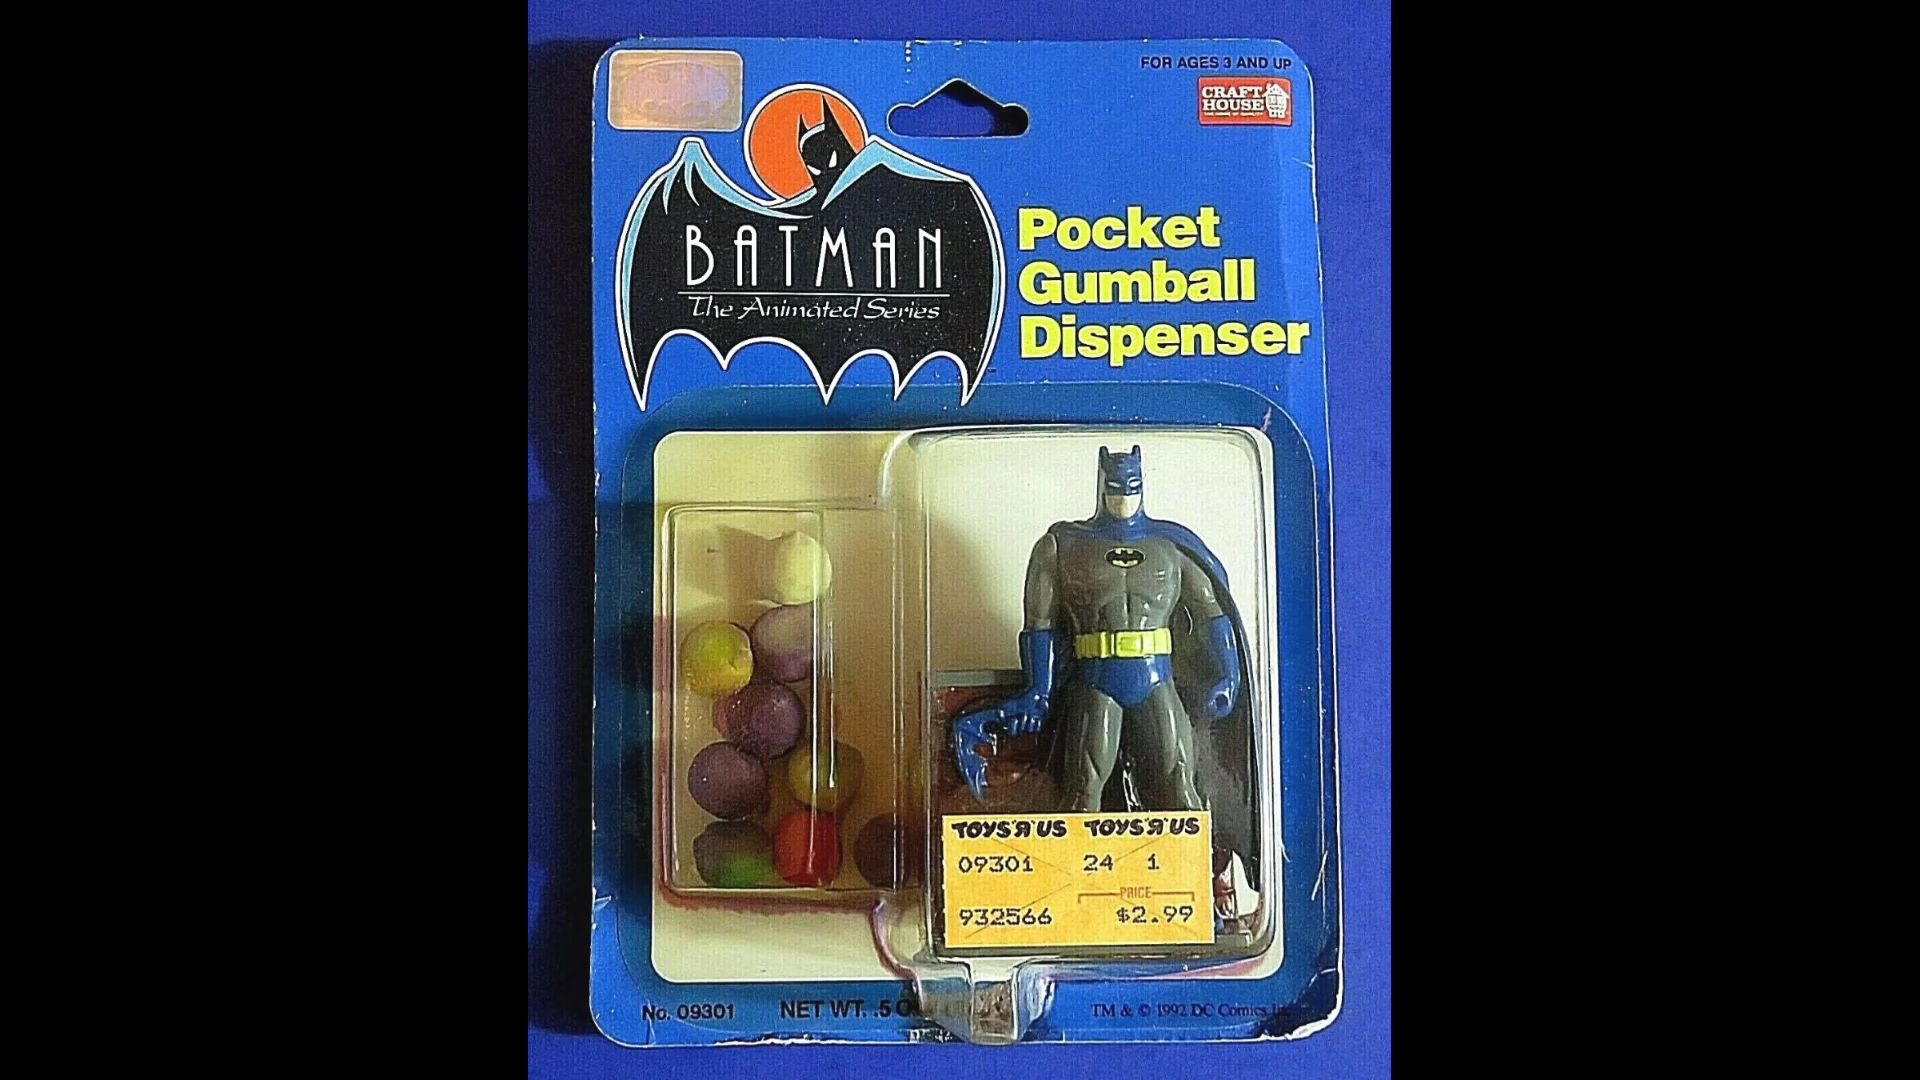 FOR AGES 3 AND UP
CRAFT
HOUSE
BATMAN
The Animated Series
Pocket
Gumball
Dispenser
TOYS"R"US TOYS"R"US
09301 24 1
PRICE
932566 $2.99
No. 09301 NET WT. .5 TM & © 1992 DC Comics